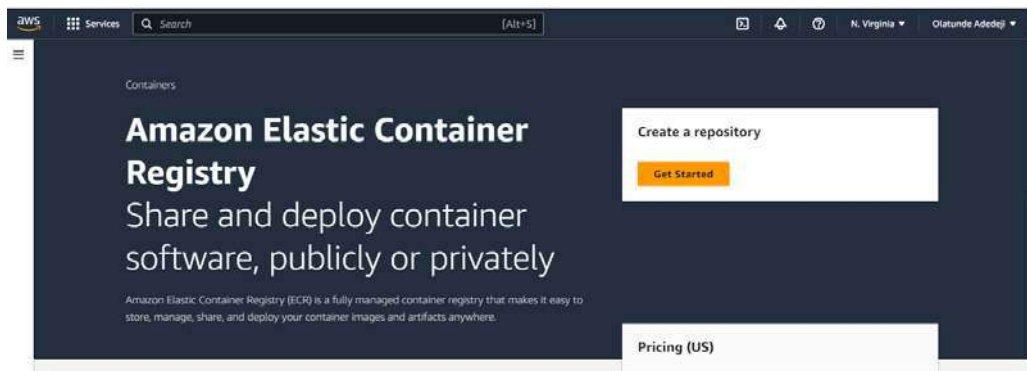 aws Services Search [Alt+S] N. Virginia Olatunde Adedeji
Containers
Amazon Elastic Container
Registry
Share and deploy container
software, publicly or privately
Amazon Elastic Container Registry (ECR) is a fully managed container registry that makes it easy to
store, manage, share, and deploy your container images and artifacts anywhere.
Create a repository
Get Started
Pricing (US)